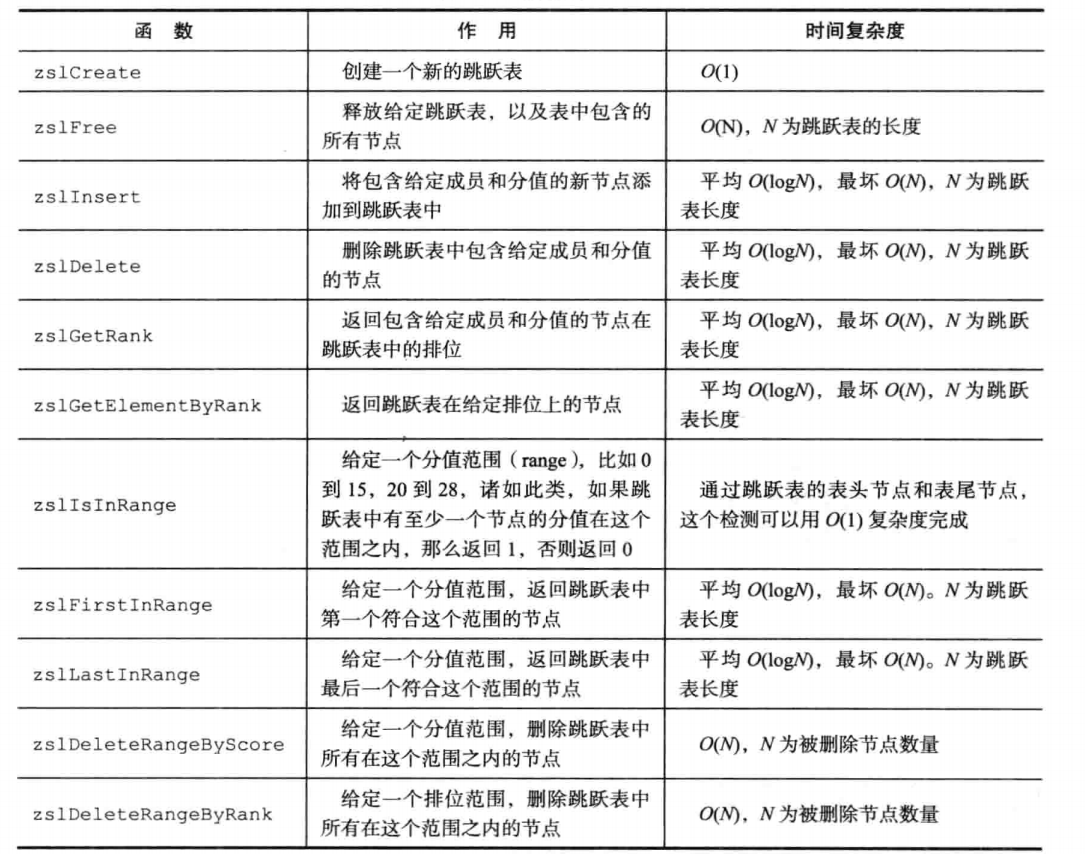 函 数 作 用 时间复杂度
zslCreate 创建一个新的跳跃表 O(1)
zslFree 释放给定跳跃表，以及表中包含的
所有节点 O(N)，N 为跳跃表的长度
zslInsert 将包含给定成员和分值的新节点添
加到跳跃表中 平均 O(logN)，最坏 O(N)，N 为跳跃
表长度
zslDelete 删除跳跃表中包含给定成员和分值
的节点 平均 O(logN)，最坏 O(N)，N 为跳跃
表长度
zslGetRank 返回包含给定成员和分值的节点在
跳跃表中的排位 平均 O(logN)，最坏 O(N)，N 为跳跃
表长度
zslGetElementByRank 返回跳跃表在给定排位上的节点 平均 O(logN)，最坏 O(N)，N 为跳跃
表长度
zslIsInRange 给定一个分值范围（range），比如 0
到 15，20 到 28，诸如此类，如果跳
跃表中有至少一个节点的分值在这个
范围之内，那么返回 1，否则返回 0 通过跳跃表的表头节点和表尾节点，
这个检测可以用 O(1) 复杂度完成
zslFirstInRange 给定一个分值范围，返回跳跃表中
第一个符合这个范围的节点 平均 O(logN)，最坏 O(N)。N 为跳跃
表长度
zslLastInRange 给定一个分值范围，返回跳跃表中
最后一个符合这个范围的节点 平均 O(logN)，最坏 O(N)。N 为跳跃
表长度
zslDeleteRangeByScore 给定一个分值范围，删除跳跃表中
所有在这个范围之内的节点 O(N)，N 为被删除节点数量
zslDeleteRangeByRank 给定一个排位范围，删除跳跃表中
所有在这个范围之内的节点 O(N)，N 为被删除节点数量